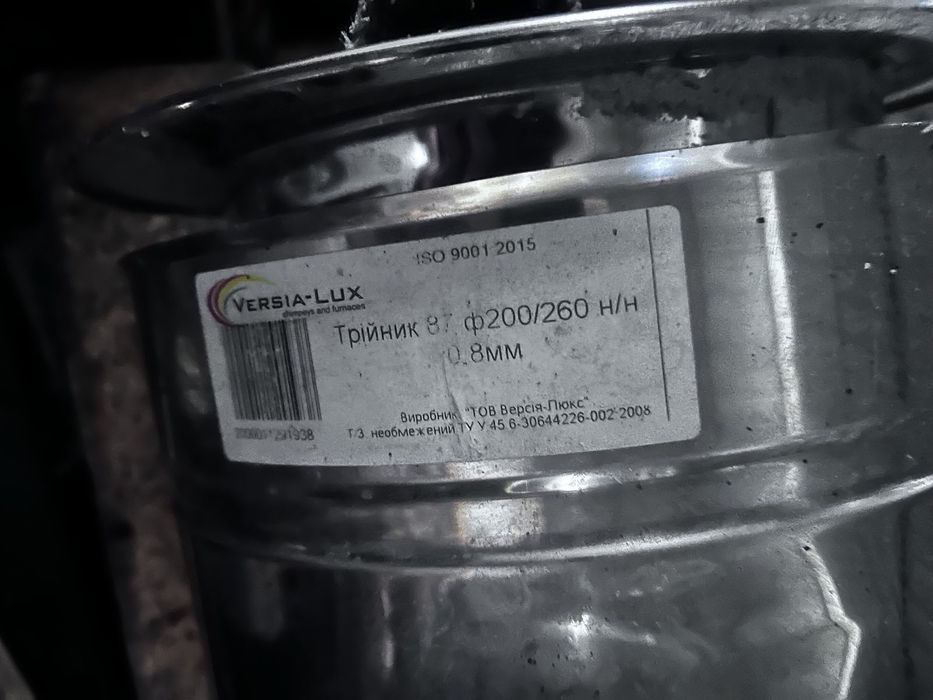 ISO 9001 2015
VERSIA-LUX
chimneys and furnaces
Трійник 87 ф200/260 н/н
0,8мм
Виробник "ТОВ Версія-Люкс"
Т/З. необмежений ТУ У 45.6-30644226-002 2008